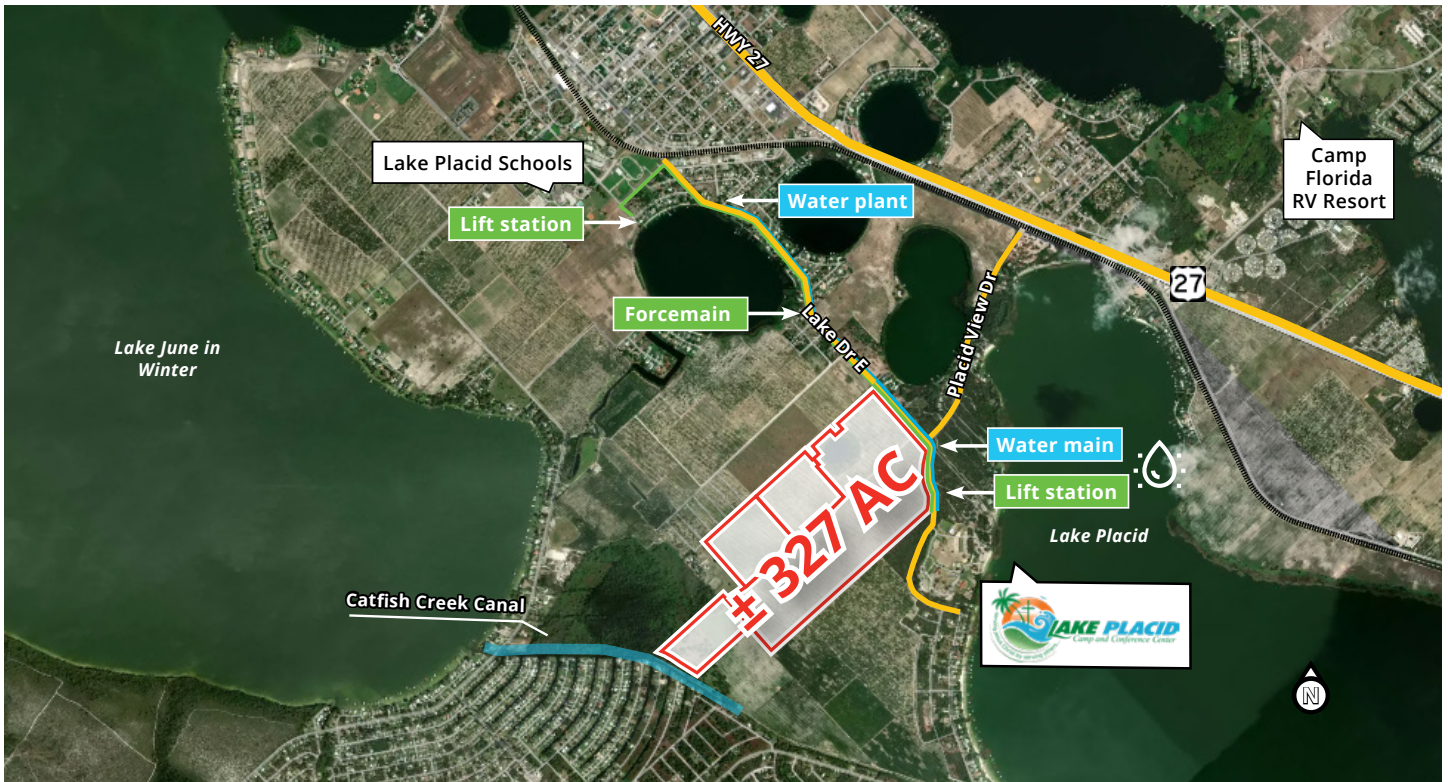 HWY 27
Lake Placid Schools
Camp
Florida
RV Resort
Water plant
Lift station
27
Forcemain
Lake Dr E
Placid View Dr
Lake June in
Winter
Water main
Lift station
± 327 AC
Lake Placid
Catfish Creek Canal
LAKE PLACID
Camp and Conference Center
N